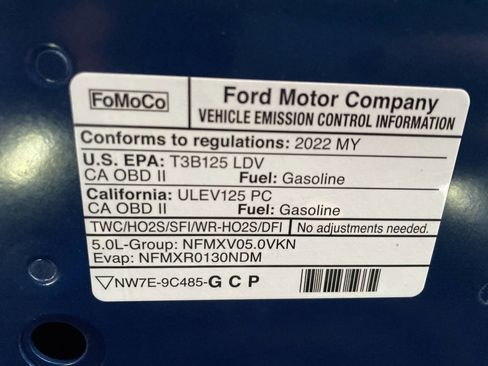 FoMoCo
Ford Motor Company
VEHICLE EMISSION CONTROL INFORMATION
Conforms to regulations: 2022 MY
U.S. EPA: T3B125 LDV
CA OBD II Fuel: Gasoline
California: ULEV125 PC
CA OBD II Fuel: Gasoline
TWC/HO2S/SFI/WR-HO2S/DFI No adjustments needed.
5.0L-Group: NFMXV05.0VKN
Evap: NFMXR0130NDM
NW7E-9C485-GCP